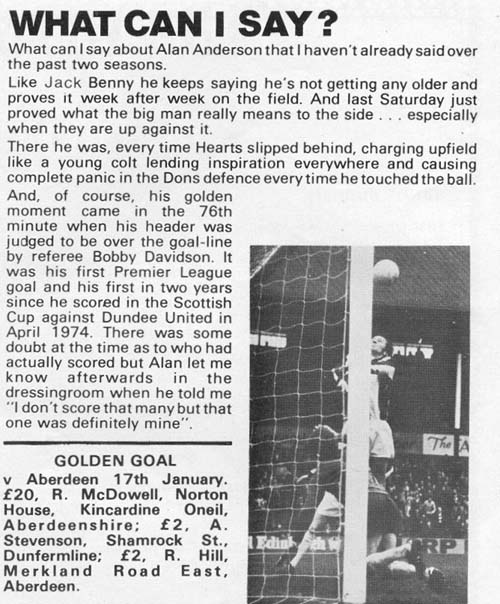 WHAT CAN I SAY?
What can I say about Alan Anderson that I haven't already said over
the past two seasons.
Like Jack Benny he keeps saying he's not getting any older and
proves it week after week on the field. And last Saturday just
proved what the big man really means to the side . . . especially
when they are up against it.
There he was, every time Hearts slipped behind, charging upfield
like a young colt lending inspiration everywhere and causing
complete panic in the Dons defence every time he touched the ball.
And, of course, his golden
moment came in the 76th
minute when his header was
judged to be over the goal-line
by referee Bobby Davidson. It
was his first Premier League
goal and his first in two years
since he scored in the Scottish
Cup against Dundee United in
April 1974. There was some
doubt at the time as to who had
actually scored but Alan let me
know afterwards in the
dressingroom when he told me
"I don't score that many but that
one was definitely mine".
GOLDEN GOAL
v Aberdeen 17th January.
£20, R. McDowell, Norton
House, Kincardine Oneil,
Aberdeenshire; £2, A.
Stevenson, Shamrock St.,
Dunfermline; £2, R. Hill,
Merkland Road East,
Aberdeen.
The